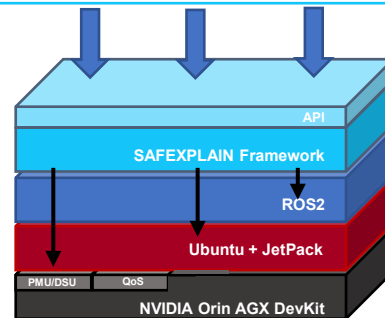 API
SAFEXPLAIN Framework
ROS2
Ubuntu + JetPack
PMU/DSU
QoS
NVIDIA Orin AGX DevKit